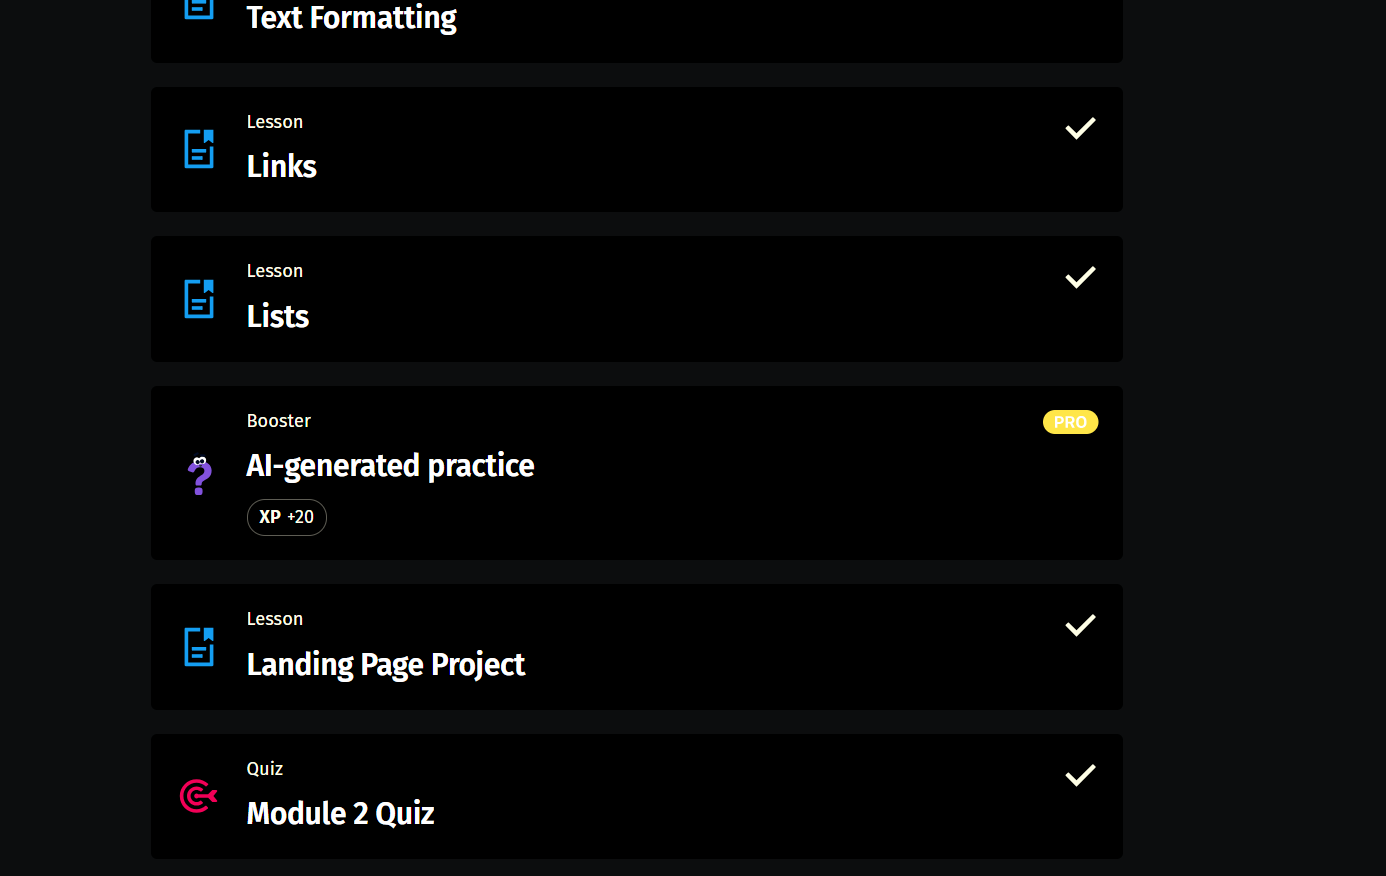 Text Formatting
Lesson
Links
Lesson
Lists
Booster
PRO
AI-generated practice
XP +20
Lesson
Landing Page Project
Quiz
Module 2 Quiz